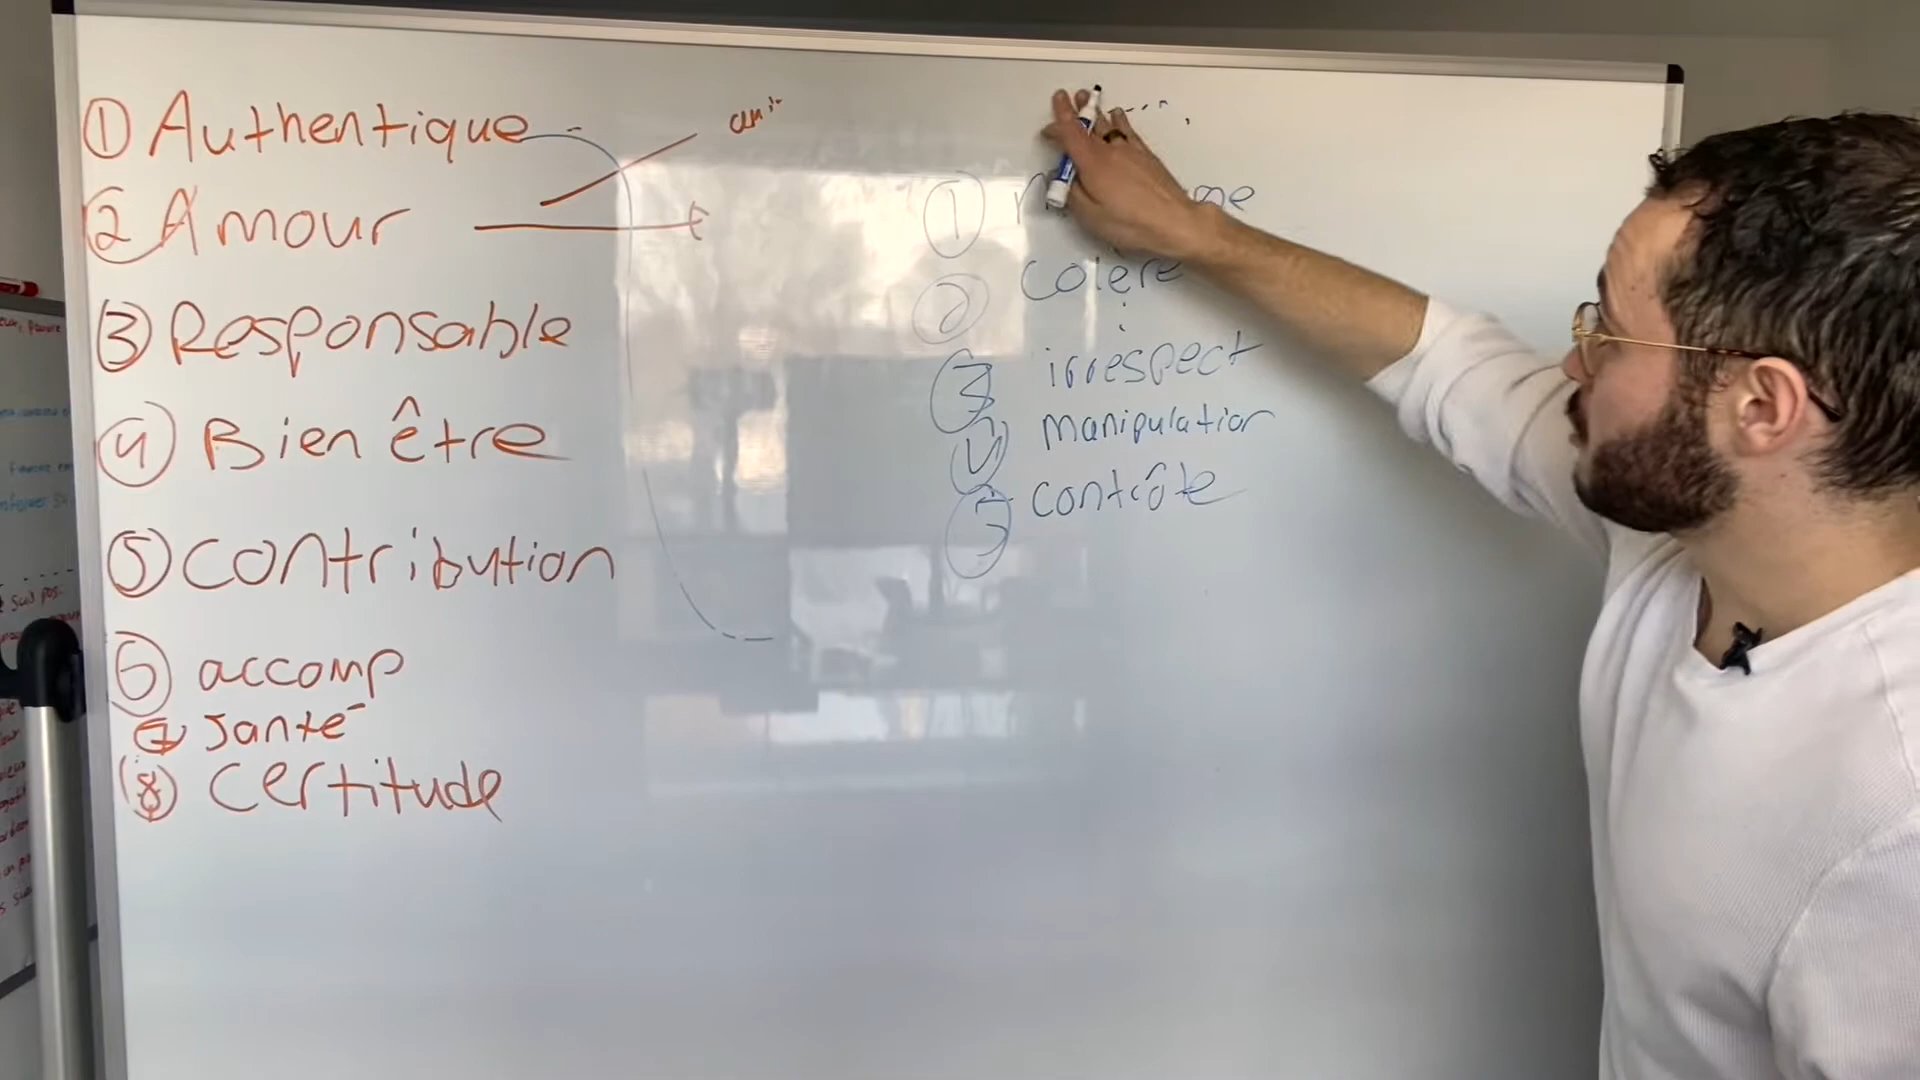 ① Authentique
② Amour
③ Responsable
④ Bien être
⑤ contribution
⑥ accomp
⑦ santé
⑧ certitude
①
② colère
③ irrespect
④ manipulation
⑤ contrôle